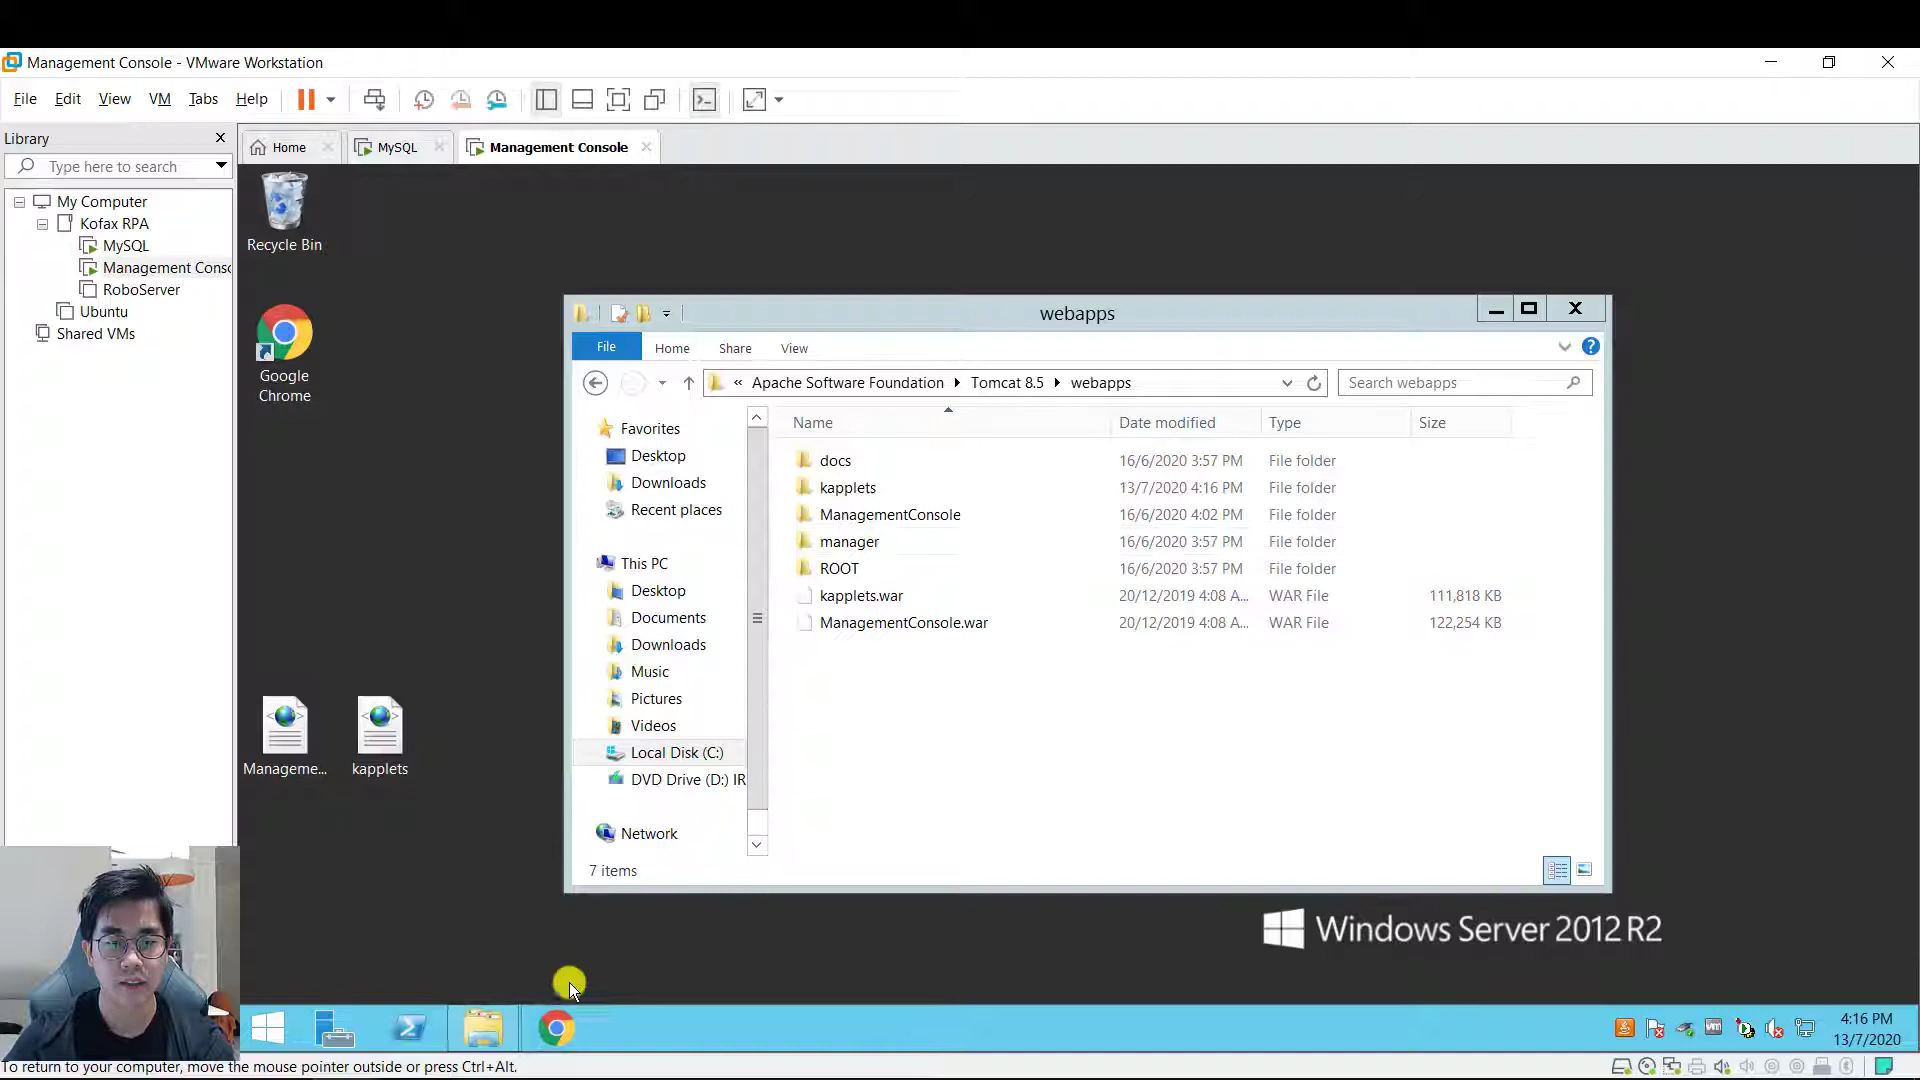 Management Console - VMware Workstation
File Edit View VM Tabs Help
Library
Type here to search
My Computer
Kofax RPA
MySQL
Management Consc
RoboServer
Ubuntu
Shared VMs
Home MySQL Management Console
Recycle Bin
Google
Chrome
Manageme... kapplets
webapps
File Home Share View
« Apache Software Foundation Tomcat 8.5 webapps
Search webapps
Favorites
Desktop
Downloads
Recent places
This PC
Desktop
Documents
Downloads
Music
Pictures
Videos
Local Disk (C:)
DVD Drive (D:) IR
Network
Name Date modified Type Size
docs 16/6/2020 3:57 PM File folder
kapplets 13/7/2020 4:16 PM File folder
ManagementConsole 16/6/2020 4:02 PM File folder
manager 16/6/2020 3:57 PM File folder
ROOT 16/6/2020 3:57 PM File folder
kapplets.war 20/12/2019 4:08 A... WAR File 111,818 KB
ManagementConsole.war 20/12/2019 4:08 A... WAR File 122,254 KB
7 items
Windows Server 2012 R2
4:16 PM
13/7/2020
To return to your computer, move the mouse pointer outside or press Ctrl+Alt.